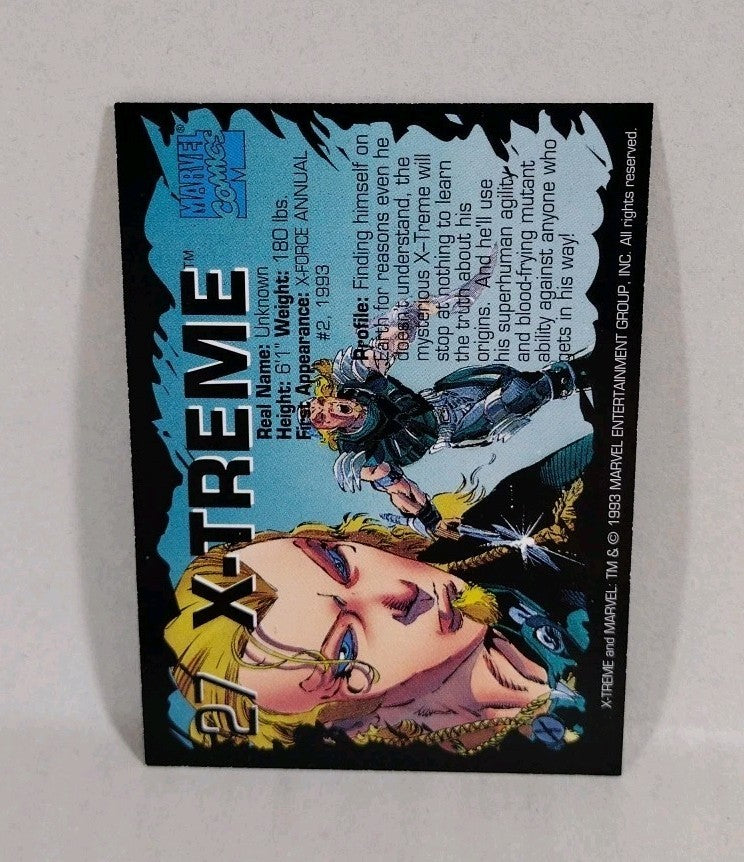 27 X-TREME™
MARVEL®
COMICS
M
Real Name: Unknown
Height: 6'1" Weight: 180 lbs.
First Appearance: X-FORCE ANNUAL
#2, 1993
Profile: Finding himself on
Earth for reasons even he
doesn't understand, the
mysterious X-Treme will
stop at nothing to learn
the truth about his
origins. And he'll use
his superhuman agility
and blood-frying mutant
ability against anyone who
gets in his way!
X-TREME and MARVEL: TM & © 1993 MARVEL ENTERTAINMENT GROUP, INC. All rights reserved.